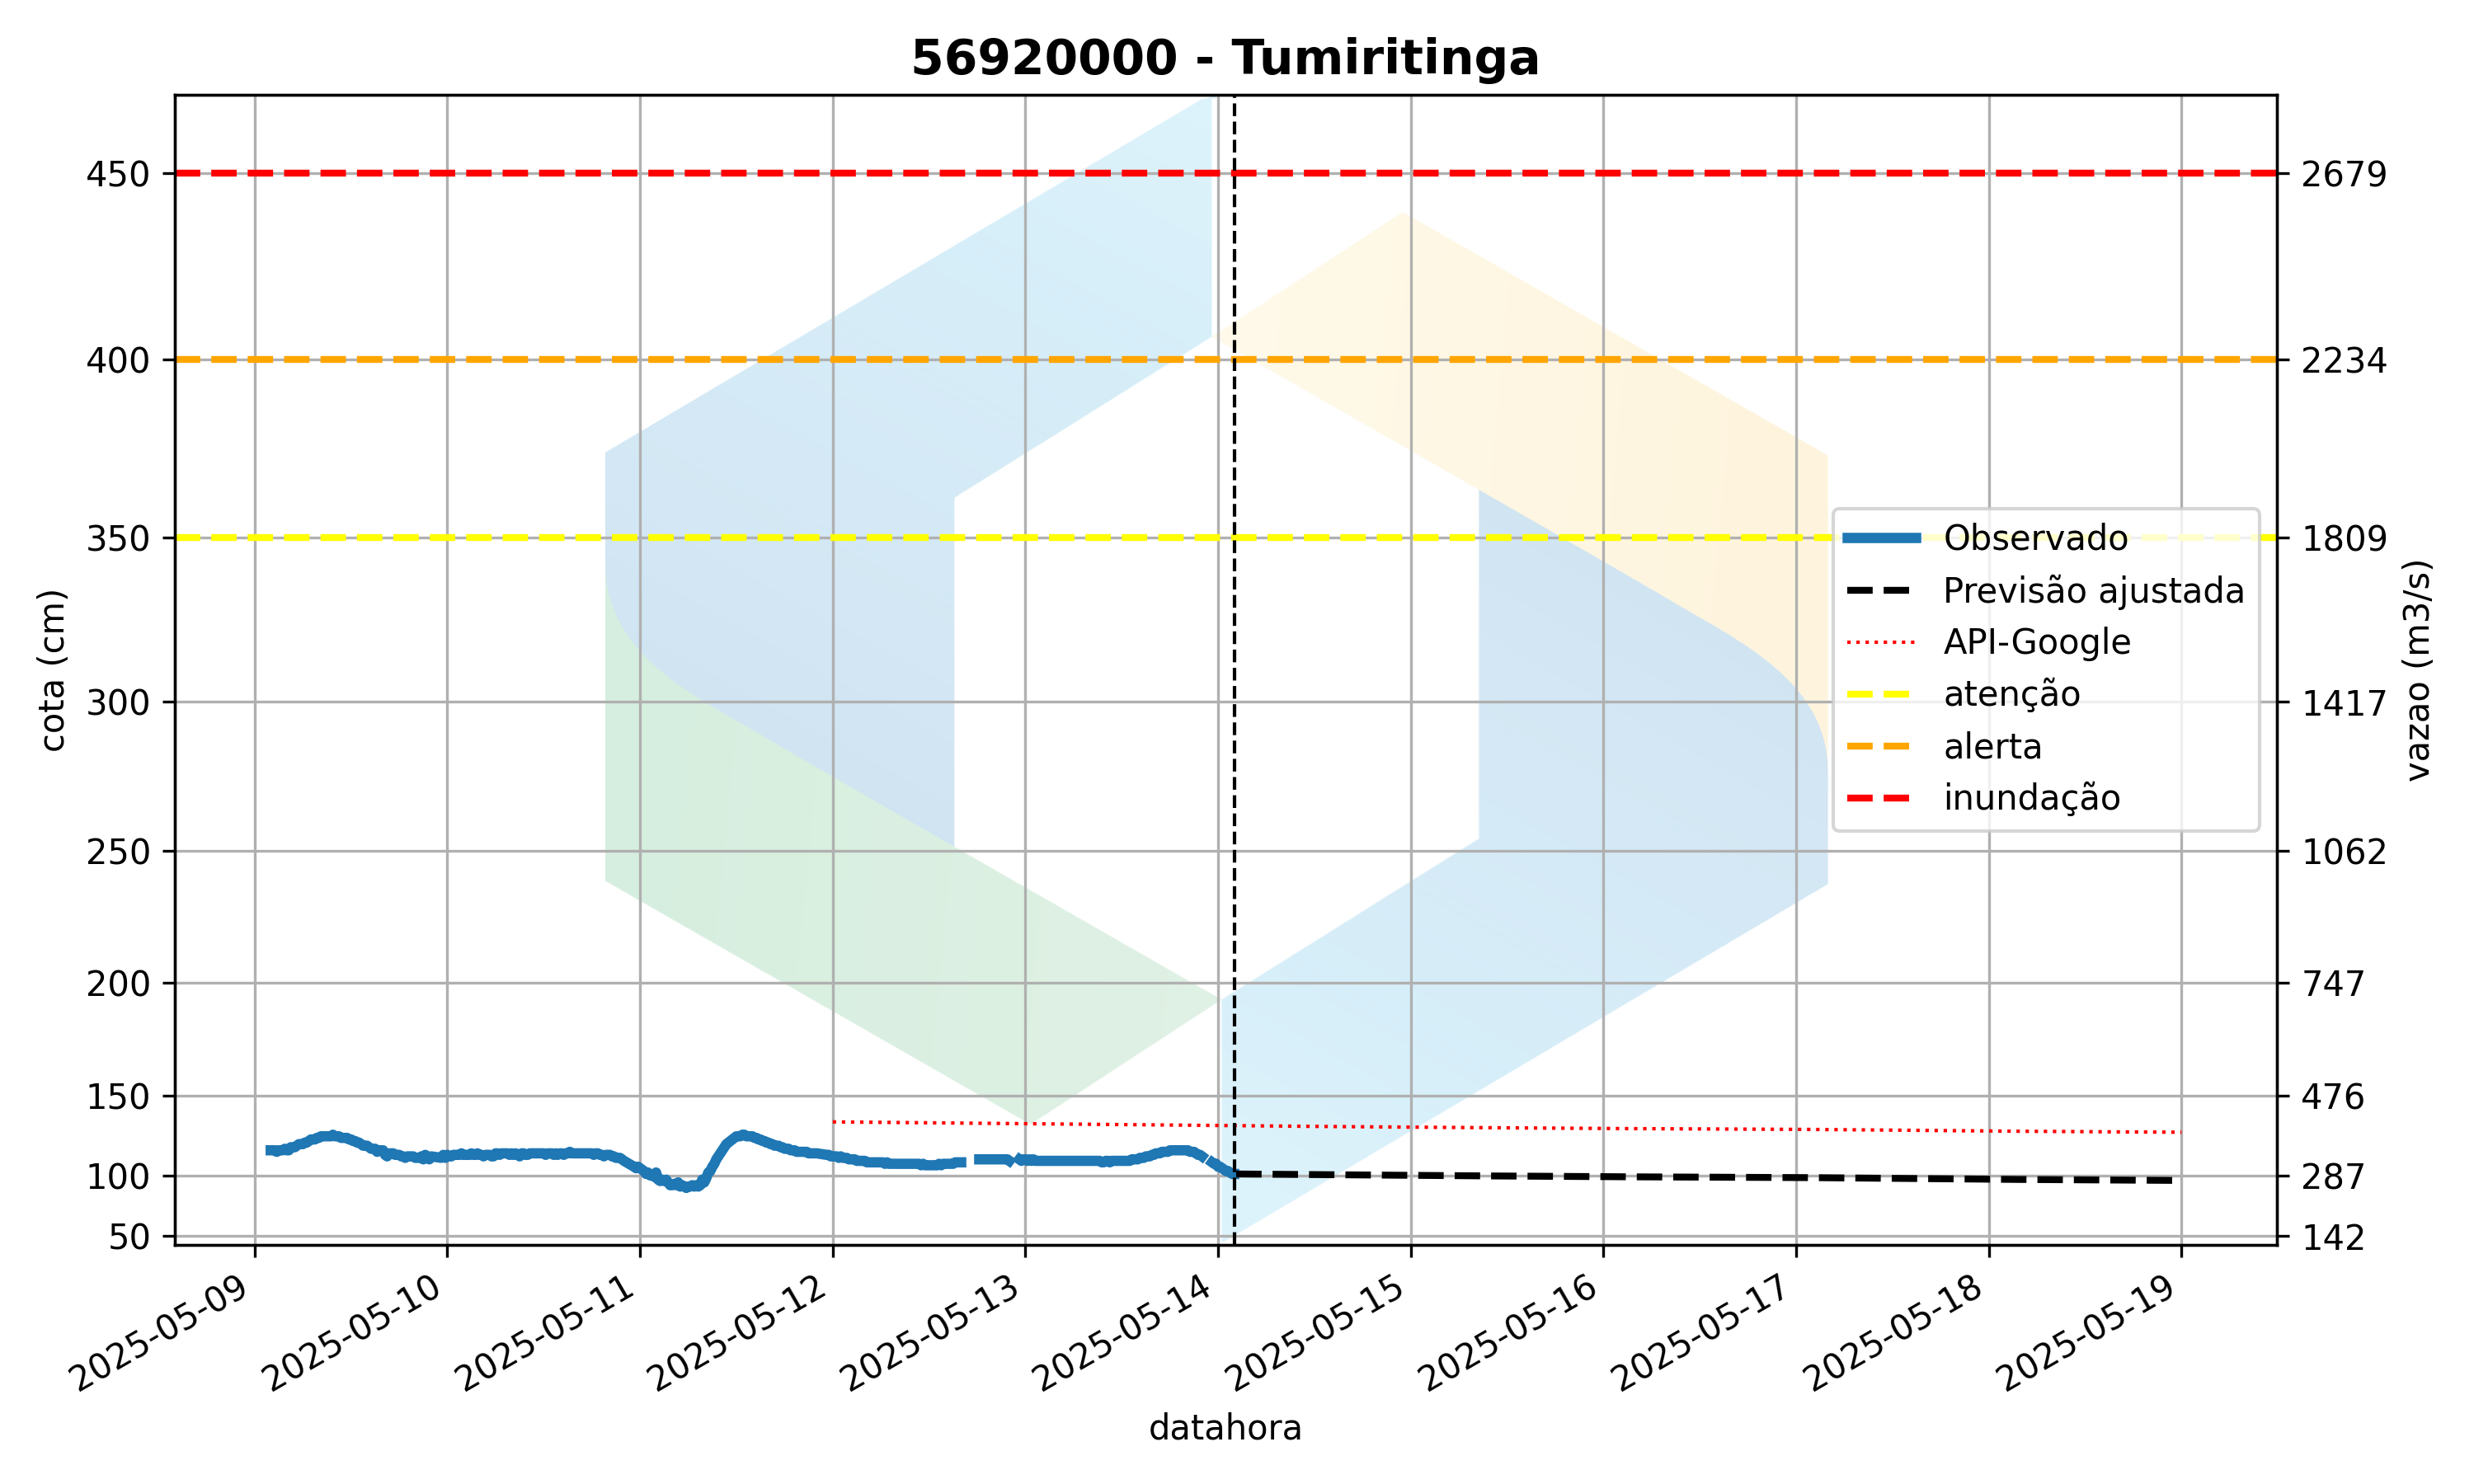 56920000 - Tumiritinga
450
400
350
300
250
200
150
100
50
cota (cm)
2679
2234
1809
1417
1062
747
476
287
142
vazao (m3/s)
Observado
Previsão ajustada
API-Google
atenção
alerta
inundação
2025-05-09
2025-05-10
2025-05-11
2025-05-12
2025-05-13
2025-05-14
2025-05-15
2025-05-16
2025-05-17
2025-05-18
2025-05-19
datahora